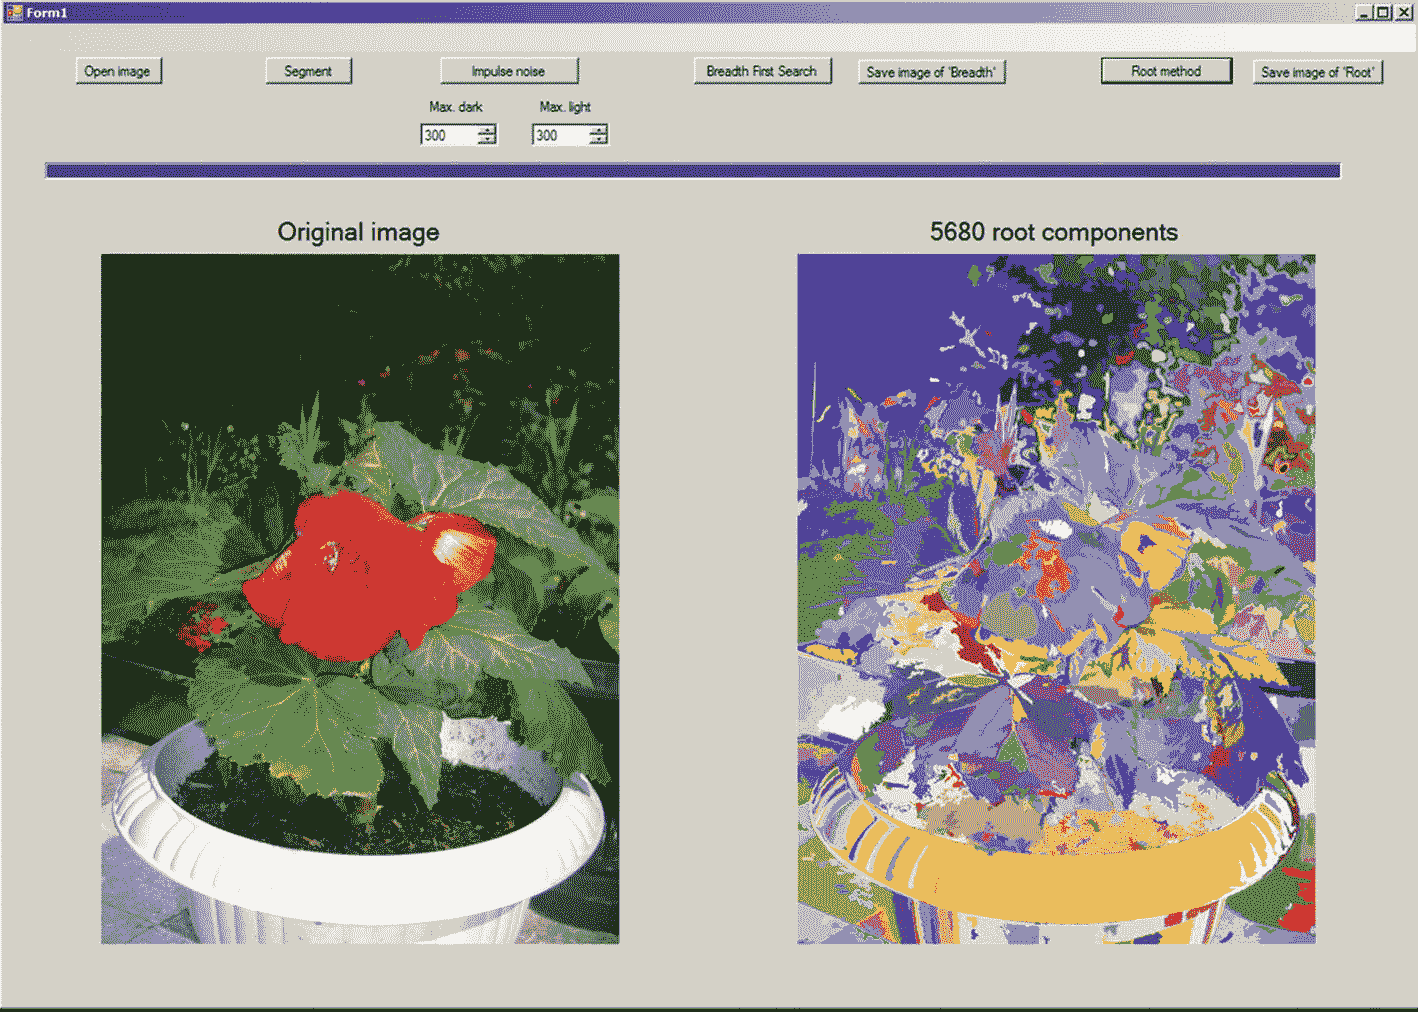 Form1
Open image
Segment
Impulse noise
Breadth First Search
Save image of 'Breadth'
Root method
Save image of 'Root'
Max. dark
Max. light
300
300
Original image
5680 root components